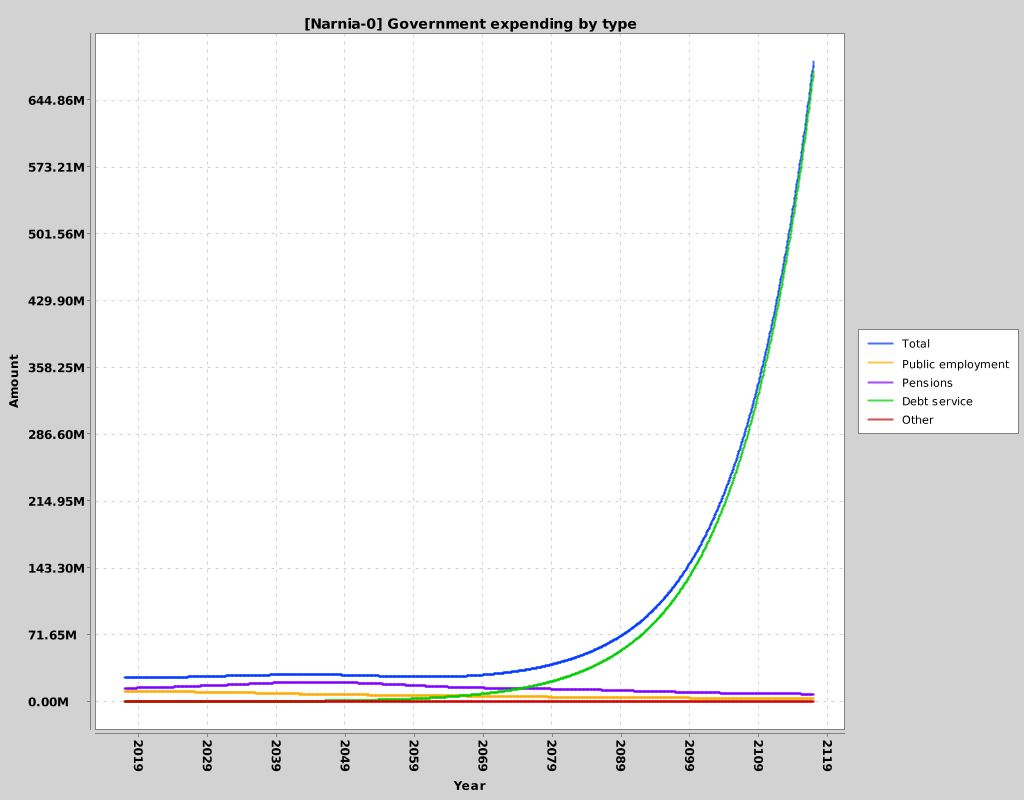 [Narnia-0] Government expending by type
644.86M
573.21M
501.56M
429.90M
358.25M
286.60M
214.95M
143.30M
71.65M
0.00M
Amount
2019
2029
2039
2049
2059
2069
2079
2089
2099
2109
2119
Year
Total
Public employment
Pensions
Debt service
Other